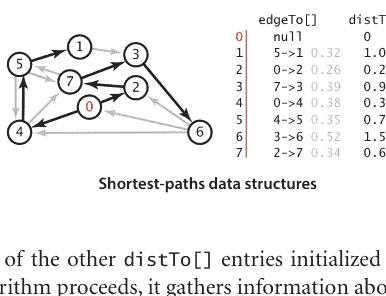 edgeTo[] distT
0 null 0
1 5->1 0.32 1.0
2 0->2 0.26 0.2
3 7->3 0.39 0.9
4 0->4 0.38 0.3
5 4->5 0.35 0.7
6 3->6 0.52 1.5
7 2->7 0.34 0.6
1
3
5
7
2
0
4
6
Shortest-paths data structures
of the other distTo[] entries initialized
rithm proceeds, it gathers information abo